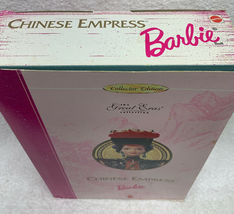 CHINESE EMPRESS
Barbie
Collector Edition
THE
Great Eras
COLLECTION
CHINESE EMPRESS
Barbie